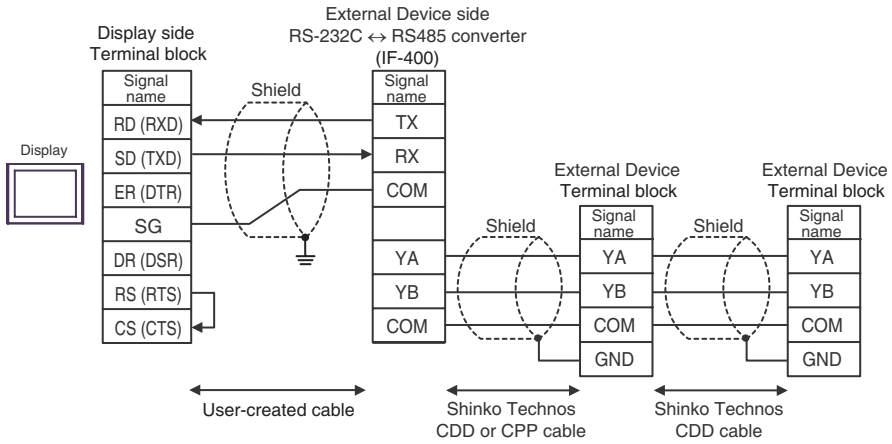 External Device side
RS-232C ↔ RS485 converter
(IF-400)
Display side
Terminal block
Signal
name
RD (RXD)
SD (TXD)
ER (DTR)
SG
DR (DSR)
RS (RTS)
CS (CTS)
Display
Shield
Signal
name
TX
RX
COM
YA
YB
COM
Shield
External Device
Terminal block
Signal
name
YA
YB
COM
GND
Shield
External Device
Terminal block
Signal
name
YA
YB
COM
GND
User-created cable
Shinko Technos
CDD or CPP cable
Shinko Technos
CDD cable